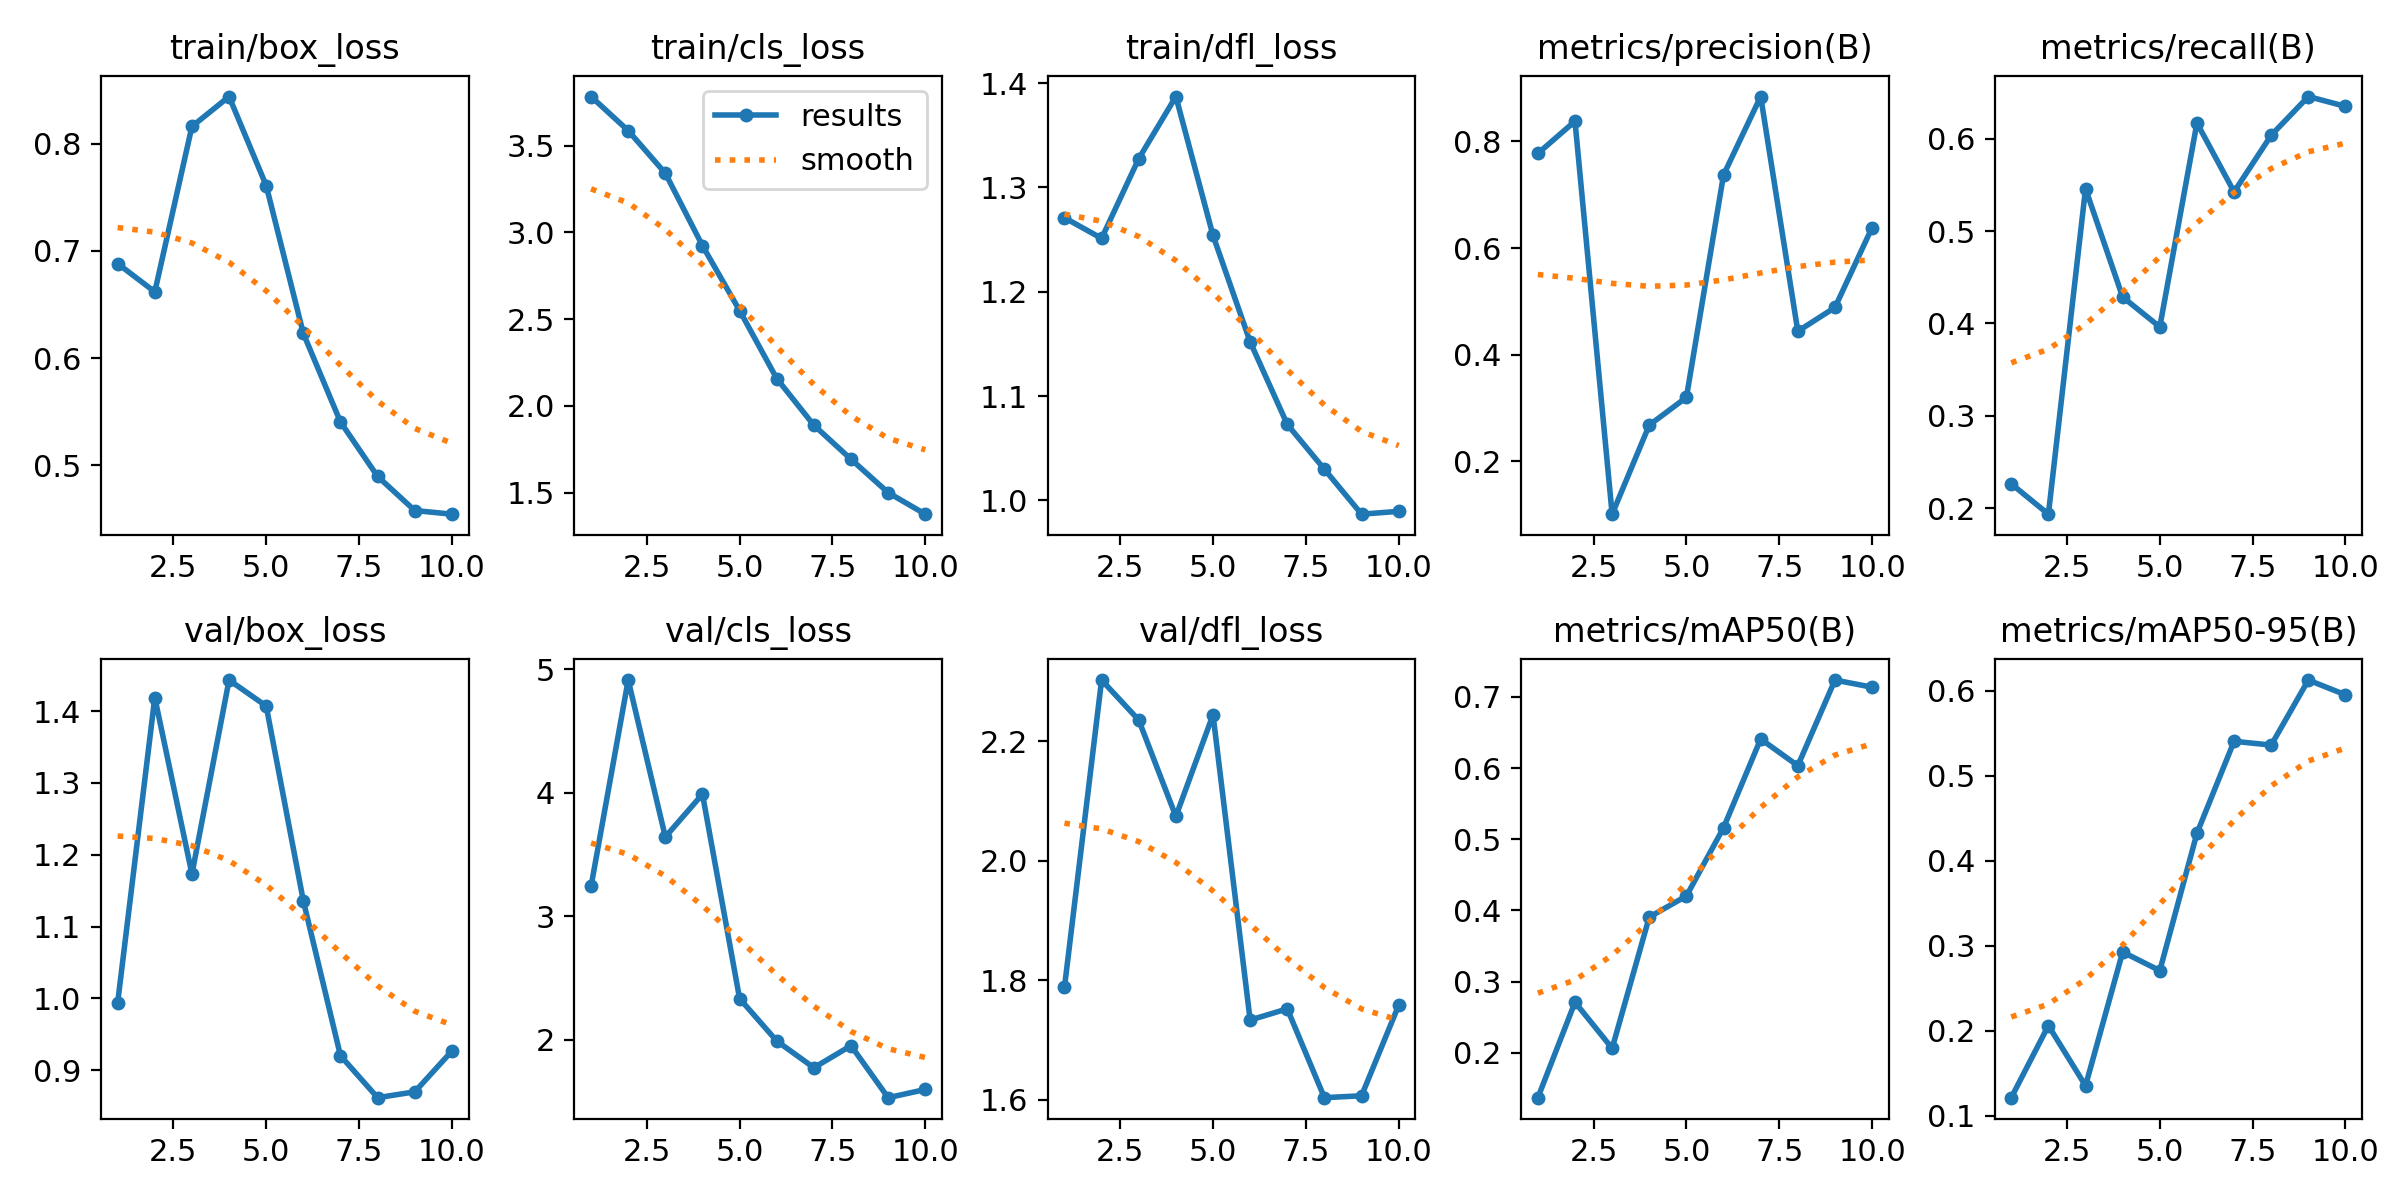 train/box_loss
train/cls_loss
train/dfl_loss
metrics/precision(B)
metrics/recall(B)
0.8
0.7
0.6
0.5
2.5 5.0 7.5 10.0
results
smooth
3.5
3.0
2.5
2.0
1.5
2.5 5.0 7.5 10.0
1.4
1.3
1.2
1.1
1.0
2.5 5.0 7.5 10.0
0.8
0.6
0.4
0.2
2.5 5.0 7.5 10.0
0.6
0.5
0.4
0.3
0.2
2.5 5.0 7.5 10.0
val/box_loss
val/cls_loss
val/dfl_loss
metrics/mAP50(B)
metrics/mAP50-95(B)
1.4
1.3
1.2
1.1
1.0
0.9
2.5 5.0 7.5 10.0
5
4
3
2
2.5 5.0 7.5 10.0
2.2
2.0
1.8
1.6
2.5 5.0 7.5 10.0
0.7
0.6
0.5
0.4
0.3
0.2
2.5 5.0 7.5 10.0
0.6
0.5
0.4
0.3
0.2
0.1
2.5 5.0 7.5 10.0